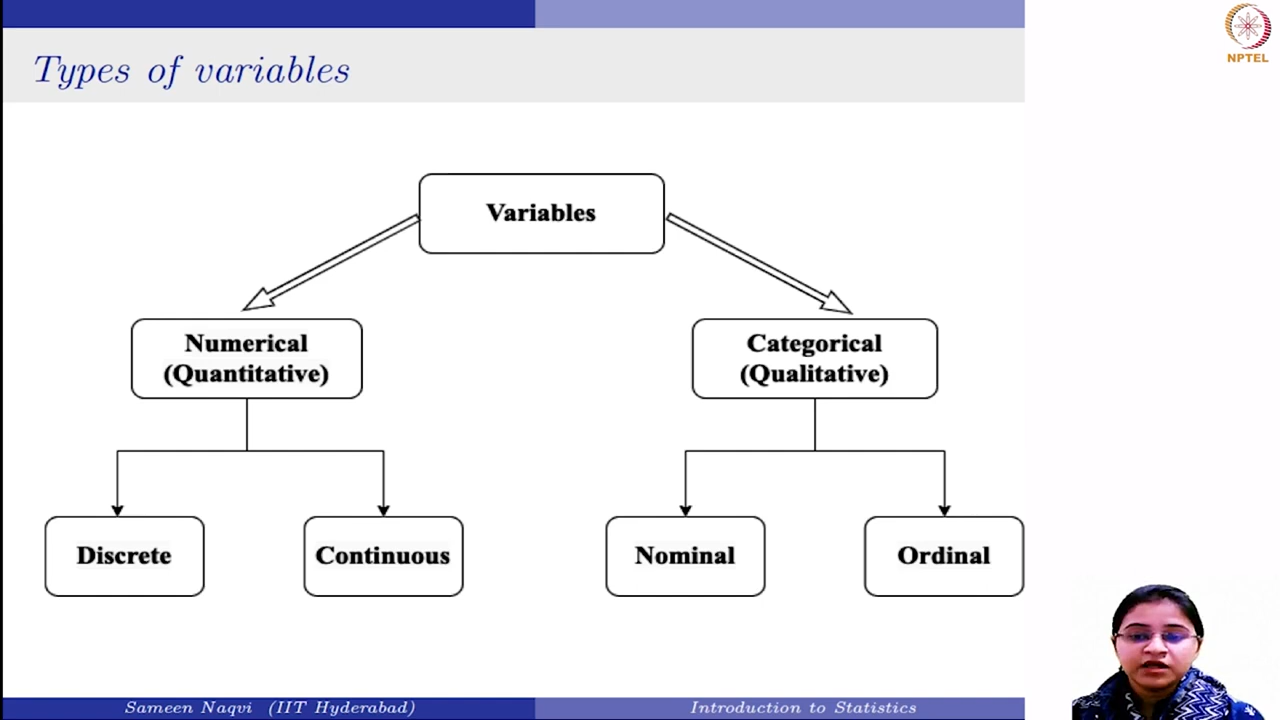 NPTEL
Types of variables
Variables
Numerical
(Quantitative)
Categorical
(Qualitative)
Discrete
Continuous
Nominal
Ordinal
Sameen Naqvi (IIT Hyderabad)
Introduction to Statistics